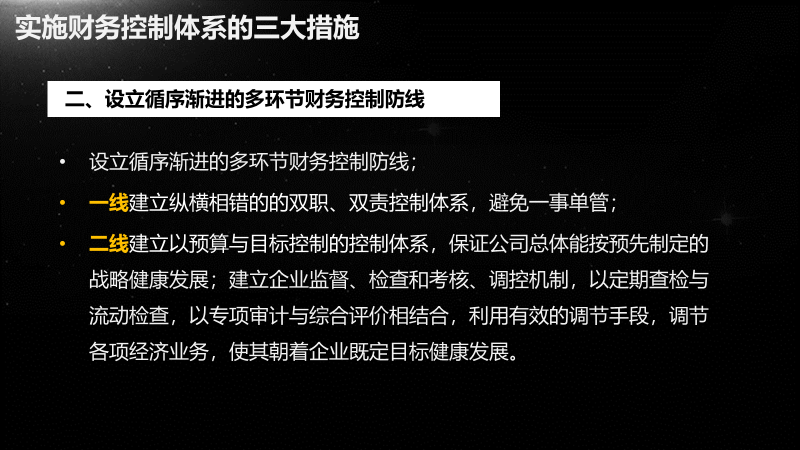 实施财务控制体系的三大措施
二、设立循序渐进的多环节财务控制防线
• 设立循序渐进的多环节财务控制防线；
• 一线建立纵横相错的的双职、双责控制体系，避免一事单管；
• 二线建立以预算与目标控制的控制体系，保证公司总体能按预先制定的
战略健康发展；建立企业监督、检查和考核、调控机制，以定期查检与
流动检查，以专项审计与综合评价相结合，利用有效的调节手段，调节
各项经济业务，使其朝着企业既定目标健康发展。